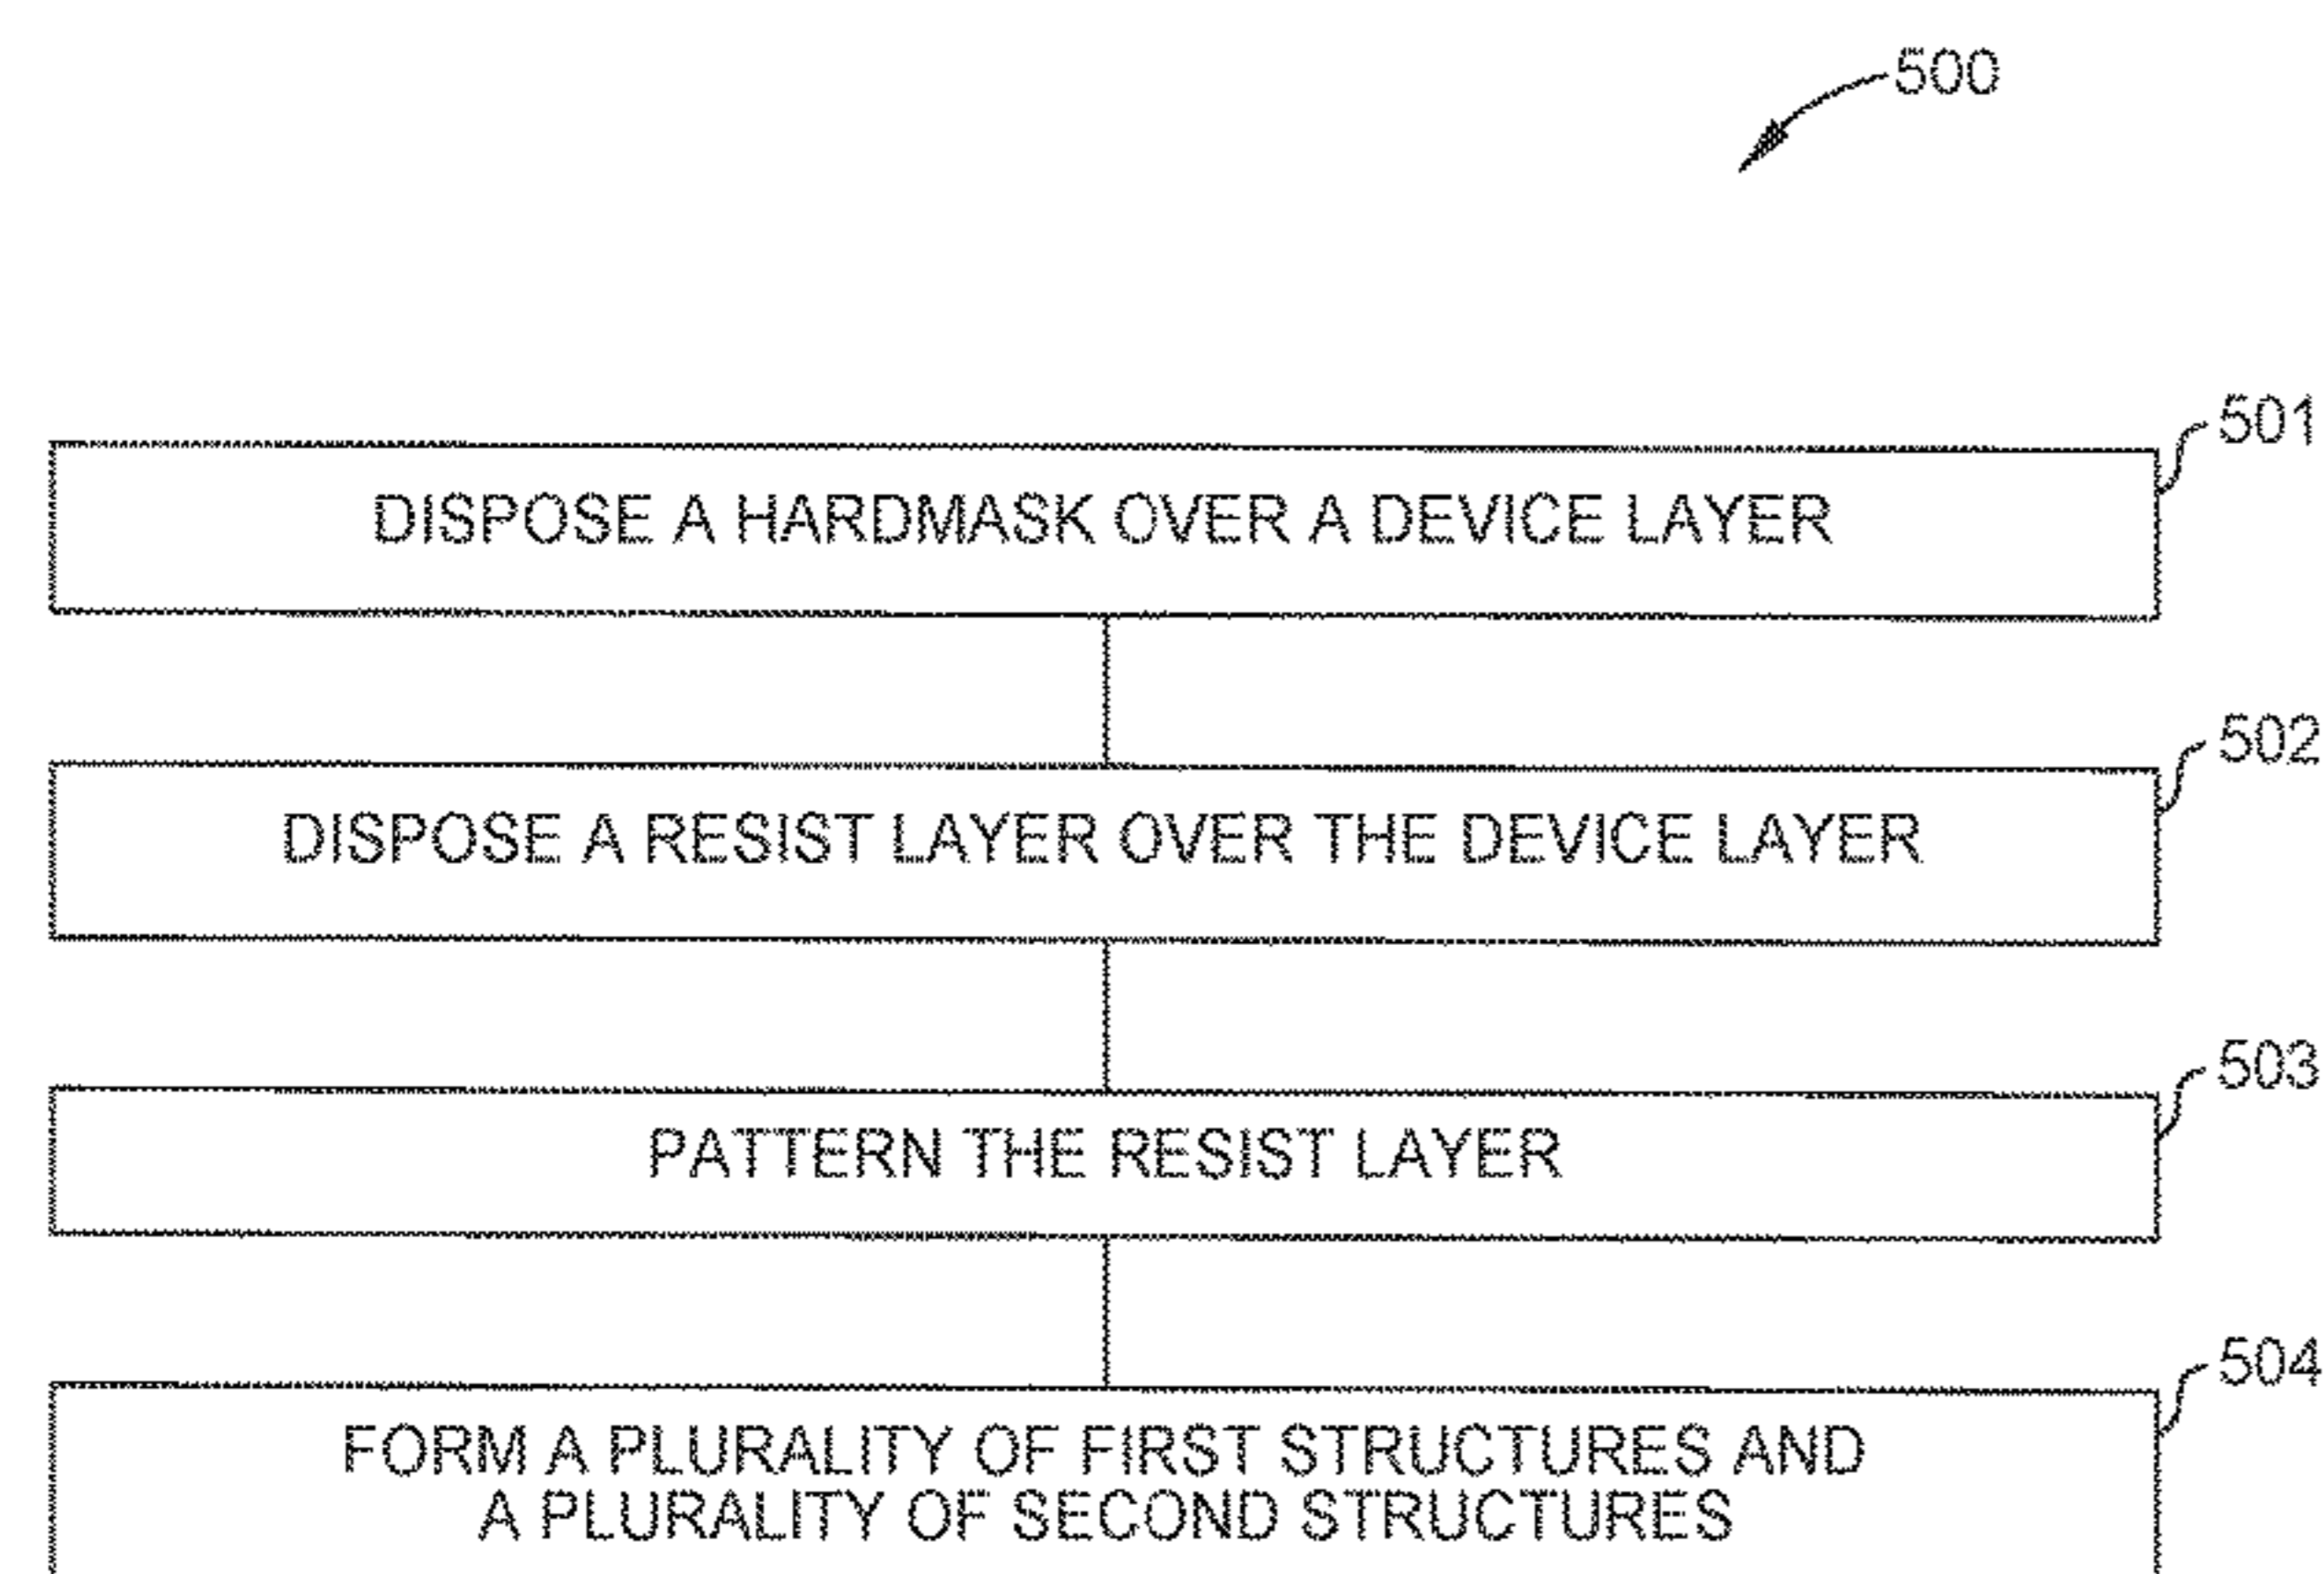 500
501
DISPOSE A HARDMASK OVER A DEVICE LAYER
502
DISPOSE A RESIST LAYER OVER THE DEVICE LAYER
503
PATTERN THE RESIST LAYER
504
FORM A PLURALITY OF FIRST STRUCTURES AND
A PLURALITY OF SECOND STRUCTURES